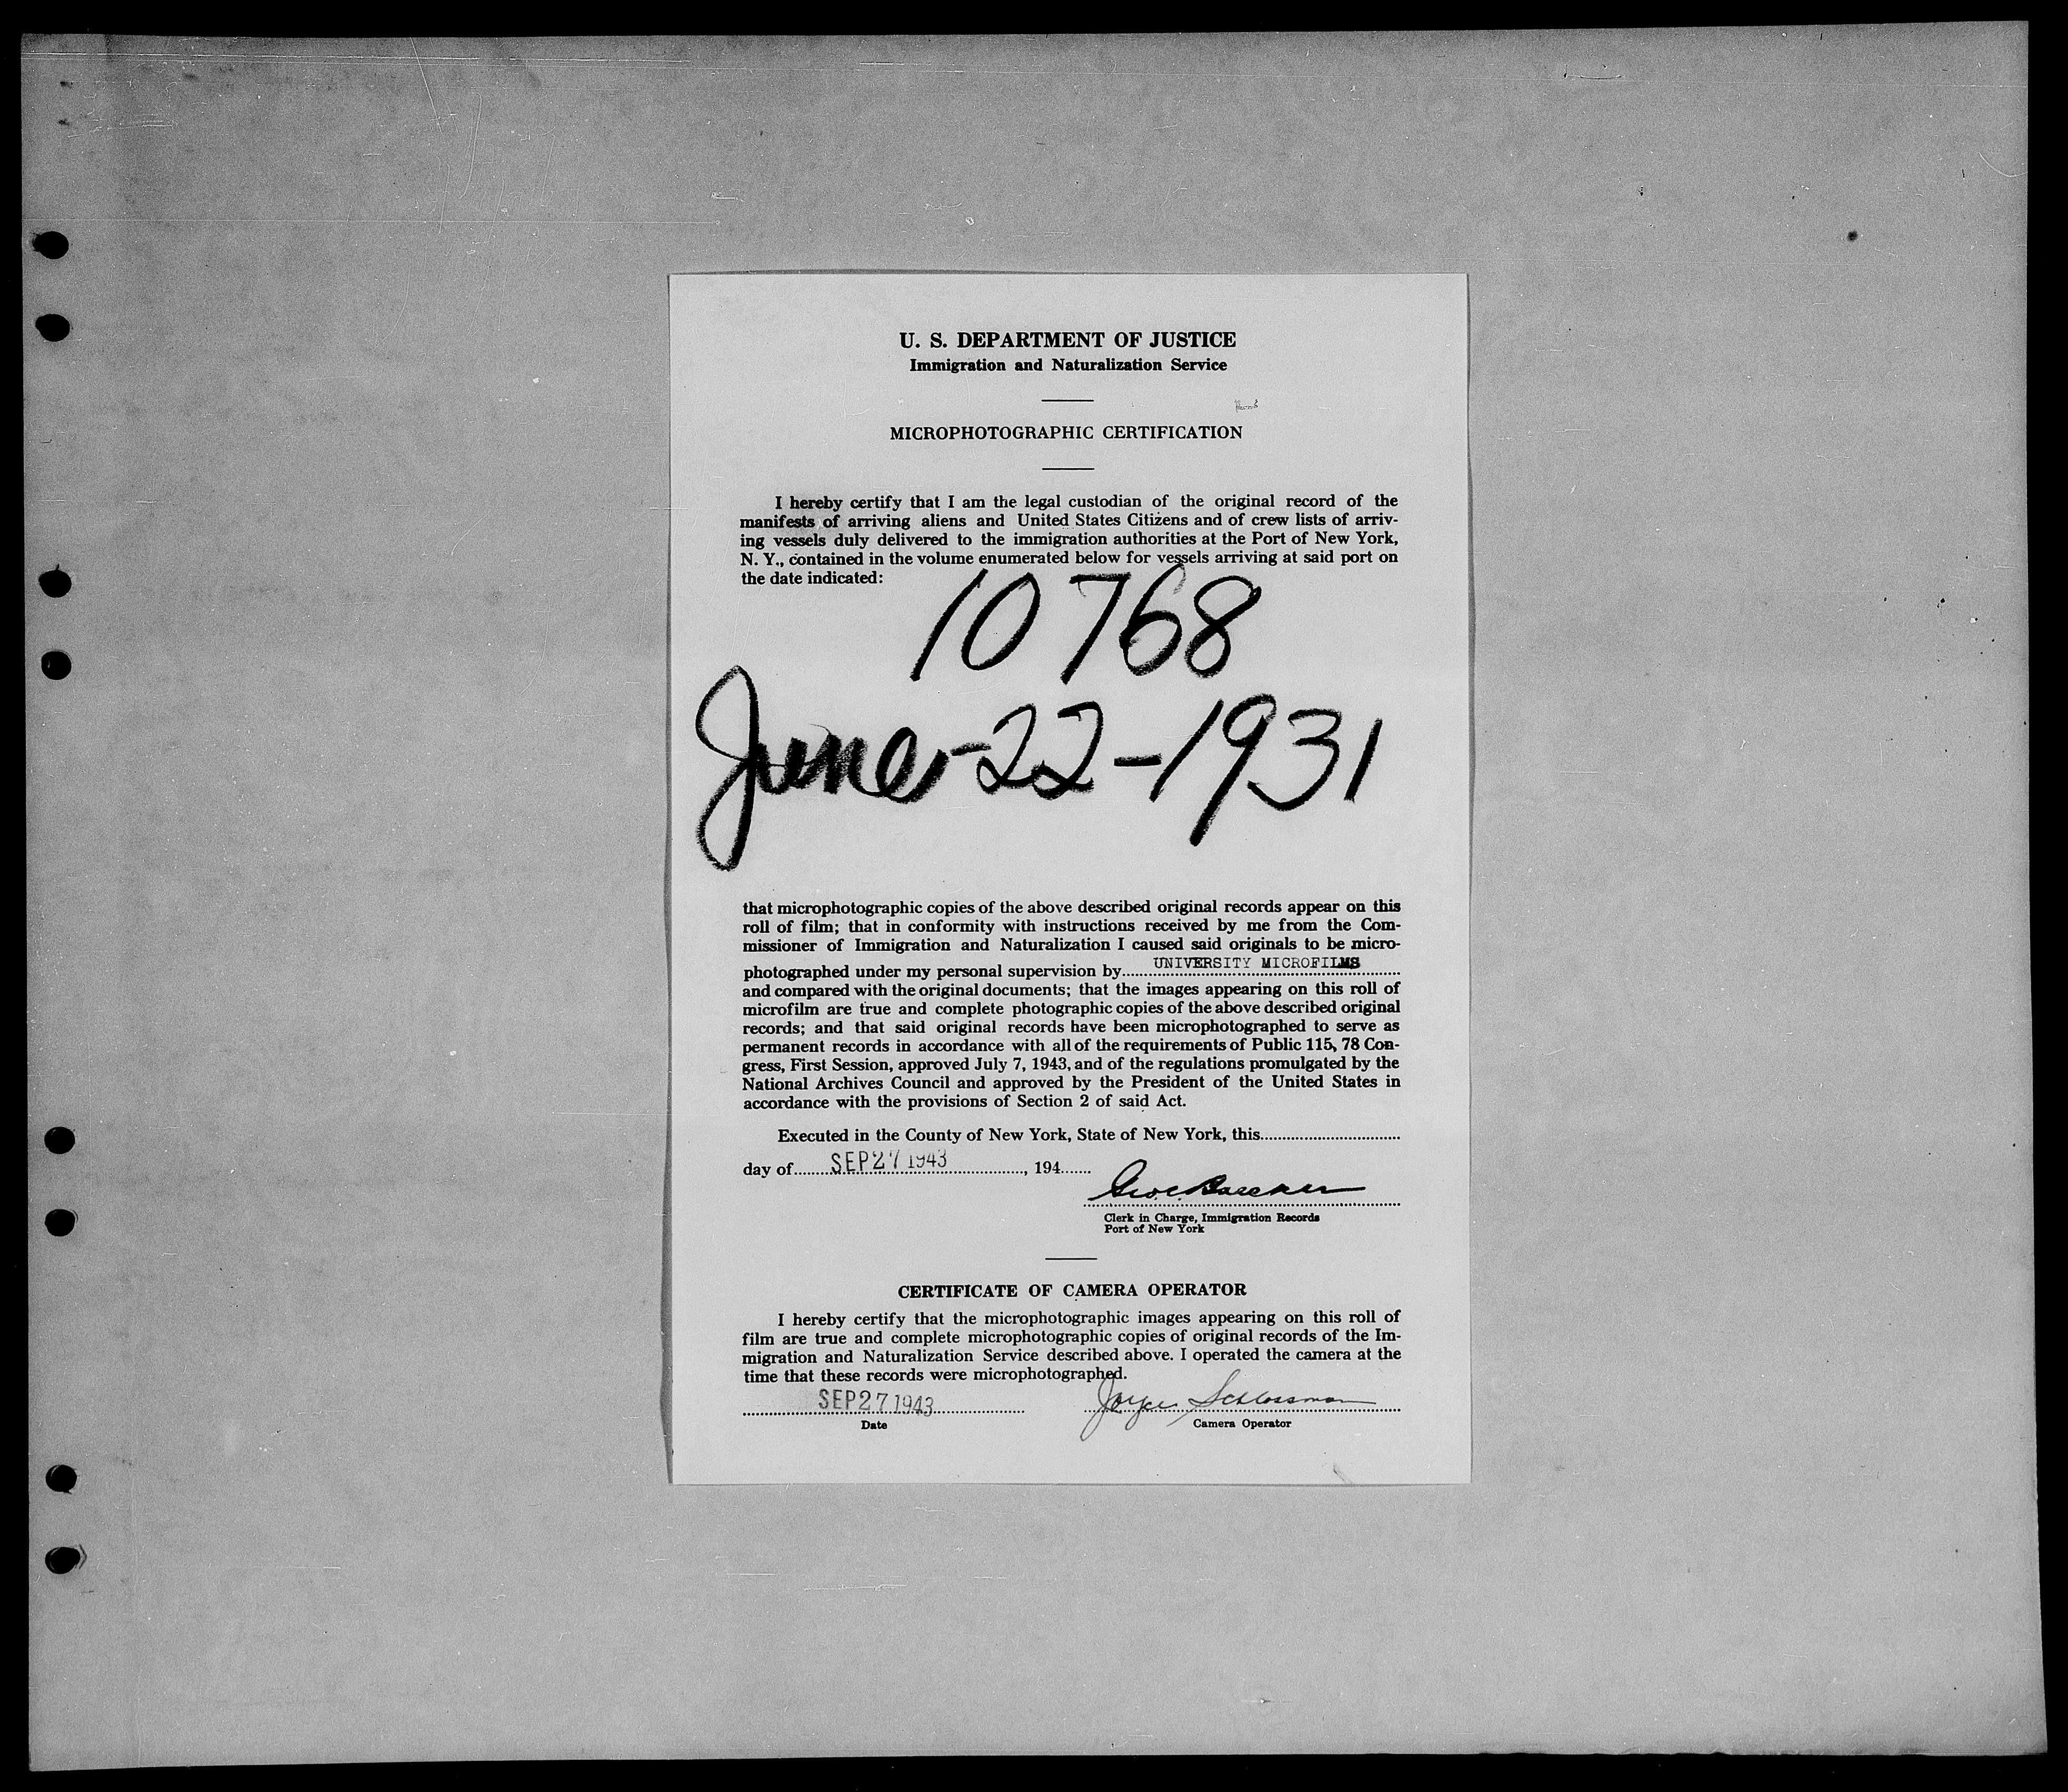 U. S. DEPARTMENT OF JUSTICE
Immigration and Naturalization Service
MICROPHOTOGRAPHIC CERTIFICATION
I hereby certify that I am the legal custodian of the original record of the
manifests of arriving aliens and United States Citizens and of crew lists of arriv-
ing vessels duly delivered to the immigration authorities at the Port of New York,
N. Y., contained in the volume enumerated below for vessels arriving at said port on
the date indicated:
10768
June-22-1931
that microphotographic copies of the above described original records appear on this
roll of film; that in conformity with instructions received by me from the Com-
missioner of Immigration and Naturalization I caused said originals to be micro-
photographed under my personal supervision by UNIVERSITY MICROFILMS
and compared with the original documents; that the images appearing on this roll of
microfilm are true and complete photographic copies of the above described original
records; and that said original records have been microphotographed to serve as
permanent records in accordance with all of the requirements of Public 115, 78 Con-
gress, First Session, approved July 7, 1943, and of the regulations promulgated by the
National Archives Council and approved by the President of the United States in
accordance with the provisions of Section 2 of said Act.
Executed in the County of New York, State of New York, this
day of SEP 27 1943, 194
Clerk in Charge, Immigration Records
Port of New York
CERTIFICATE OF CAMERA OPERATOR
I hereby certify that the microphotographic images appearing on this roll of
film are true and complete microphotographic copies of original records of the Im-
migration and Naturalization Service described above. I operated the camera at the
time that these records were microphotographed.
SEP 27 1943 Joyce Schlossman
Date Camera Operator